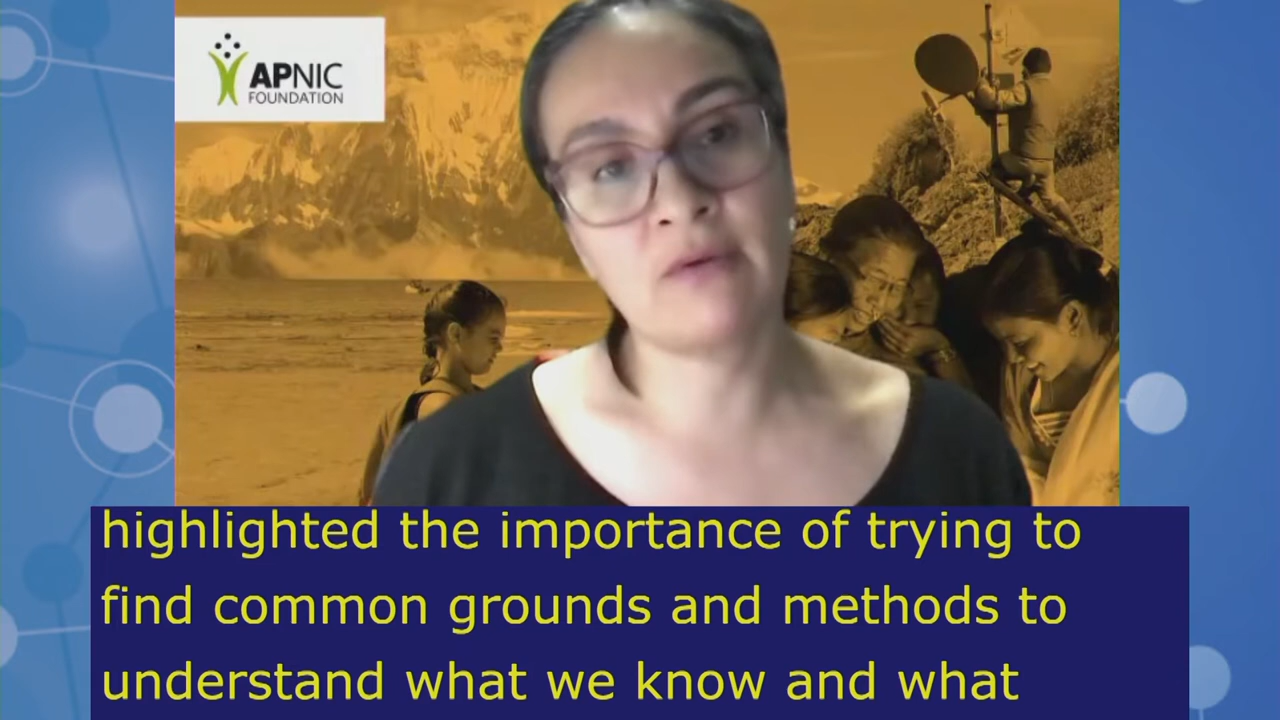 APNIC
FOUNDATION
highlighted the importance of trying to
find common grounds and methods to
understand what we know and what